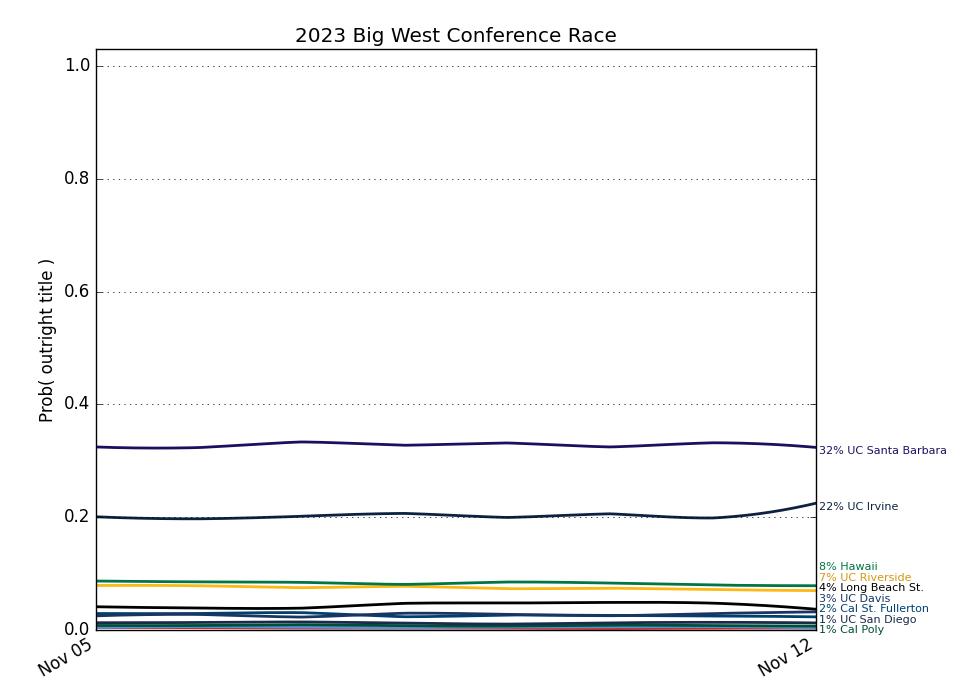 2023 Big West Conference Race
Prob( outright title )
1.0
0.8
0.6
0.4
0.2
0.0
Nov 05
Nov 12
32% UC Santa Barbara
22% UC Irvine
8% Hawaii
7% UC Riverside
4% Long Beach St.
3% UC Davis
2% Cal St. Fullerton
1% UC San Diego
1% Cal Poly